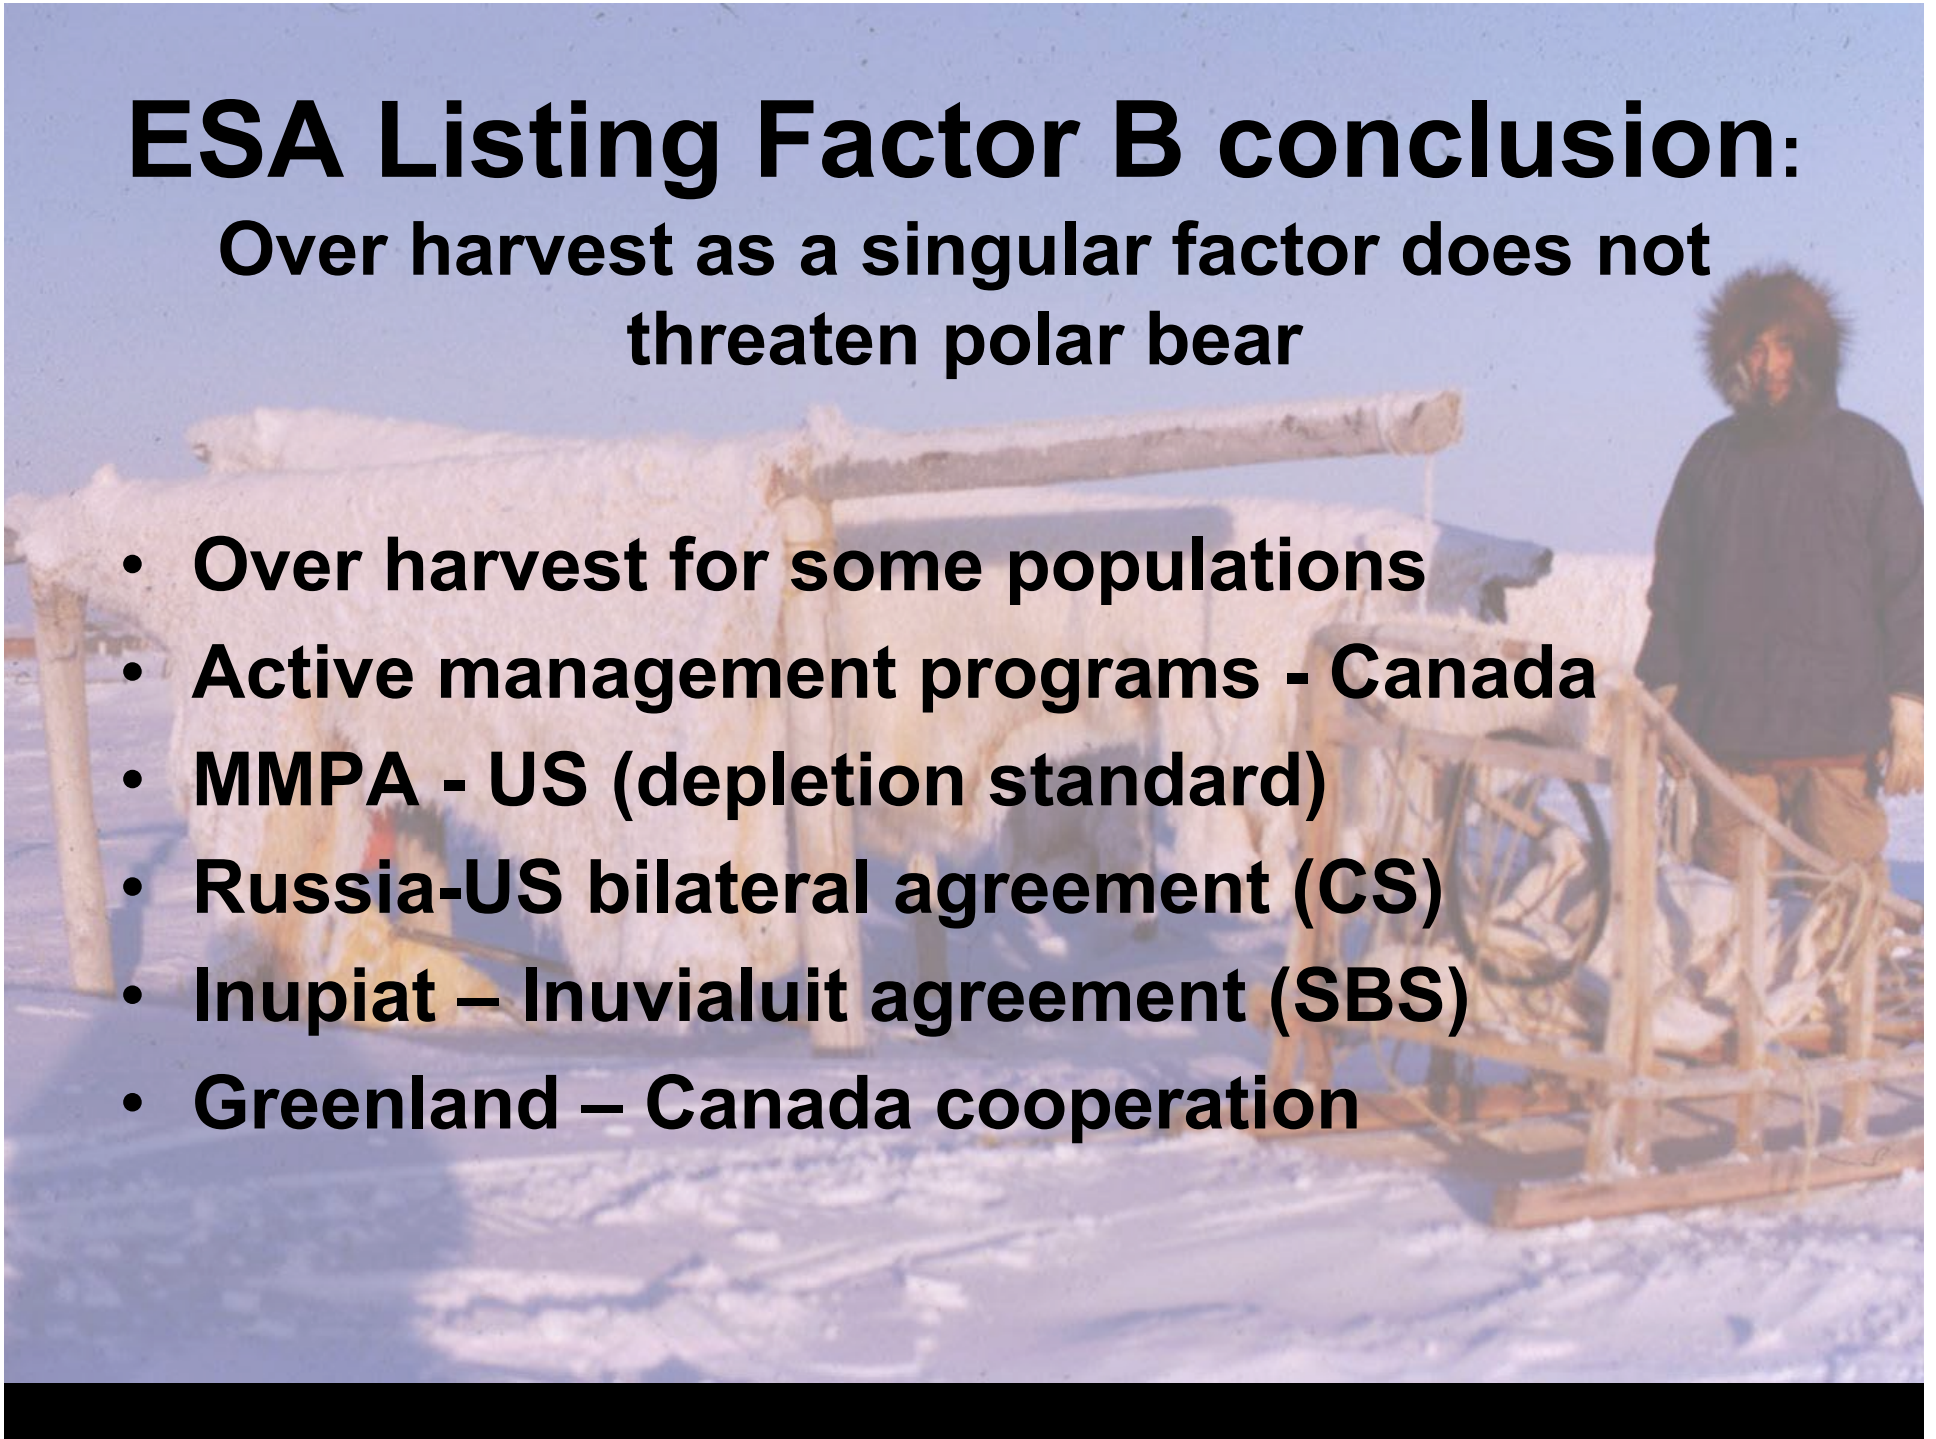 ESA Listing Factor B conclusion:
Over harvest as a singular factor does not
threaten polar bear
• Over harvest for some populations
• Active management programs - Canada
• MMPA - US (depletion standard)
• Russia-US bilateral agreement (CS)
• Inupiat – Inuvialuit agreement (SBS)
• Greenland – Canada cooperation